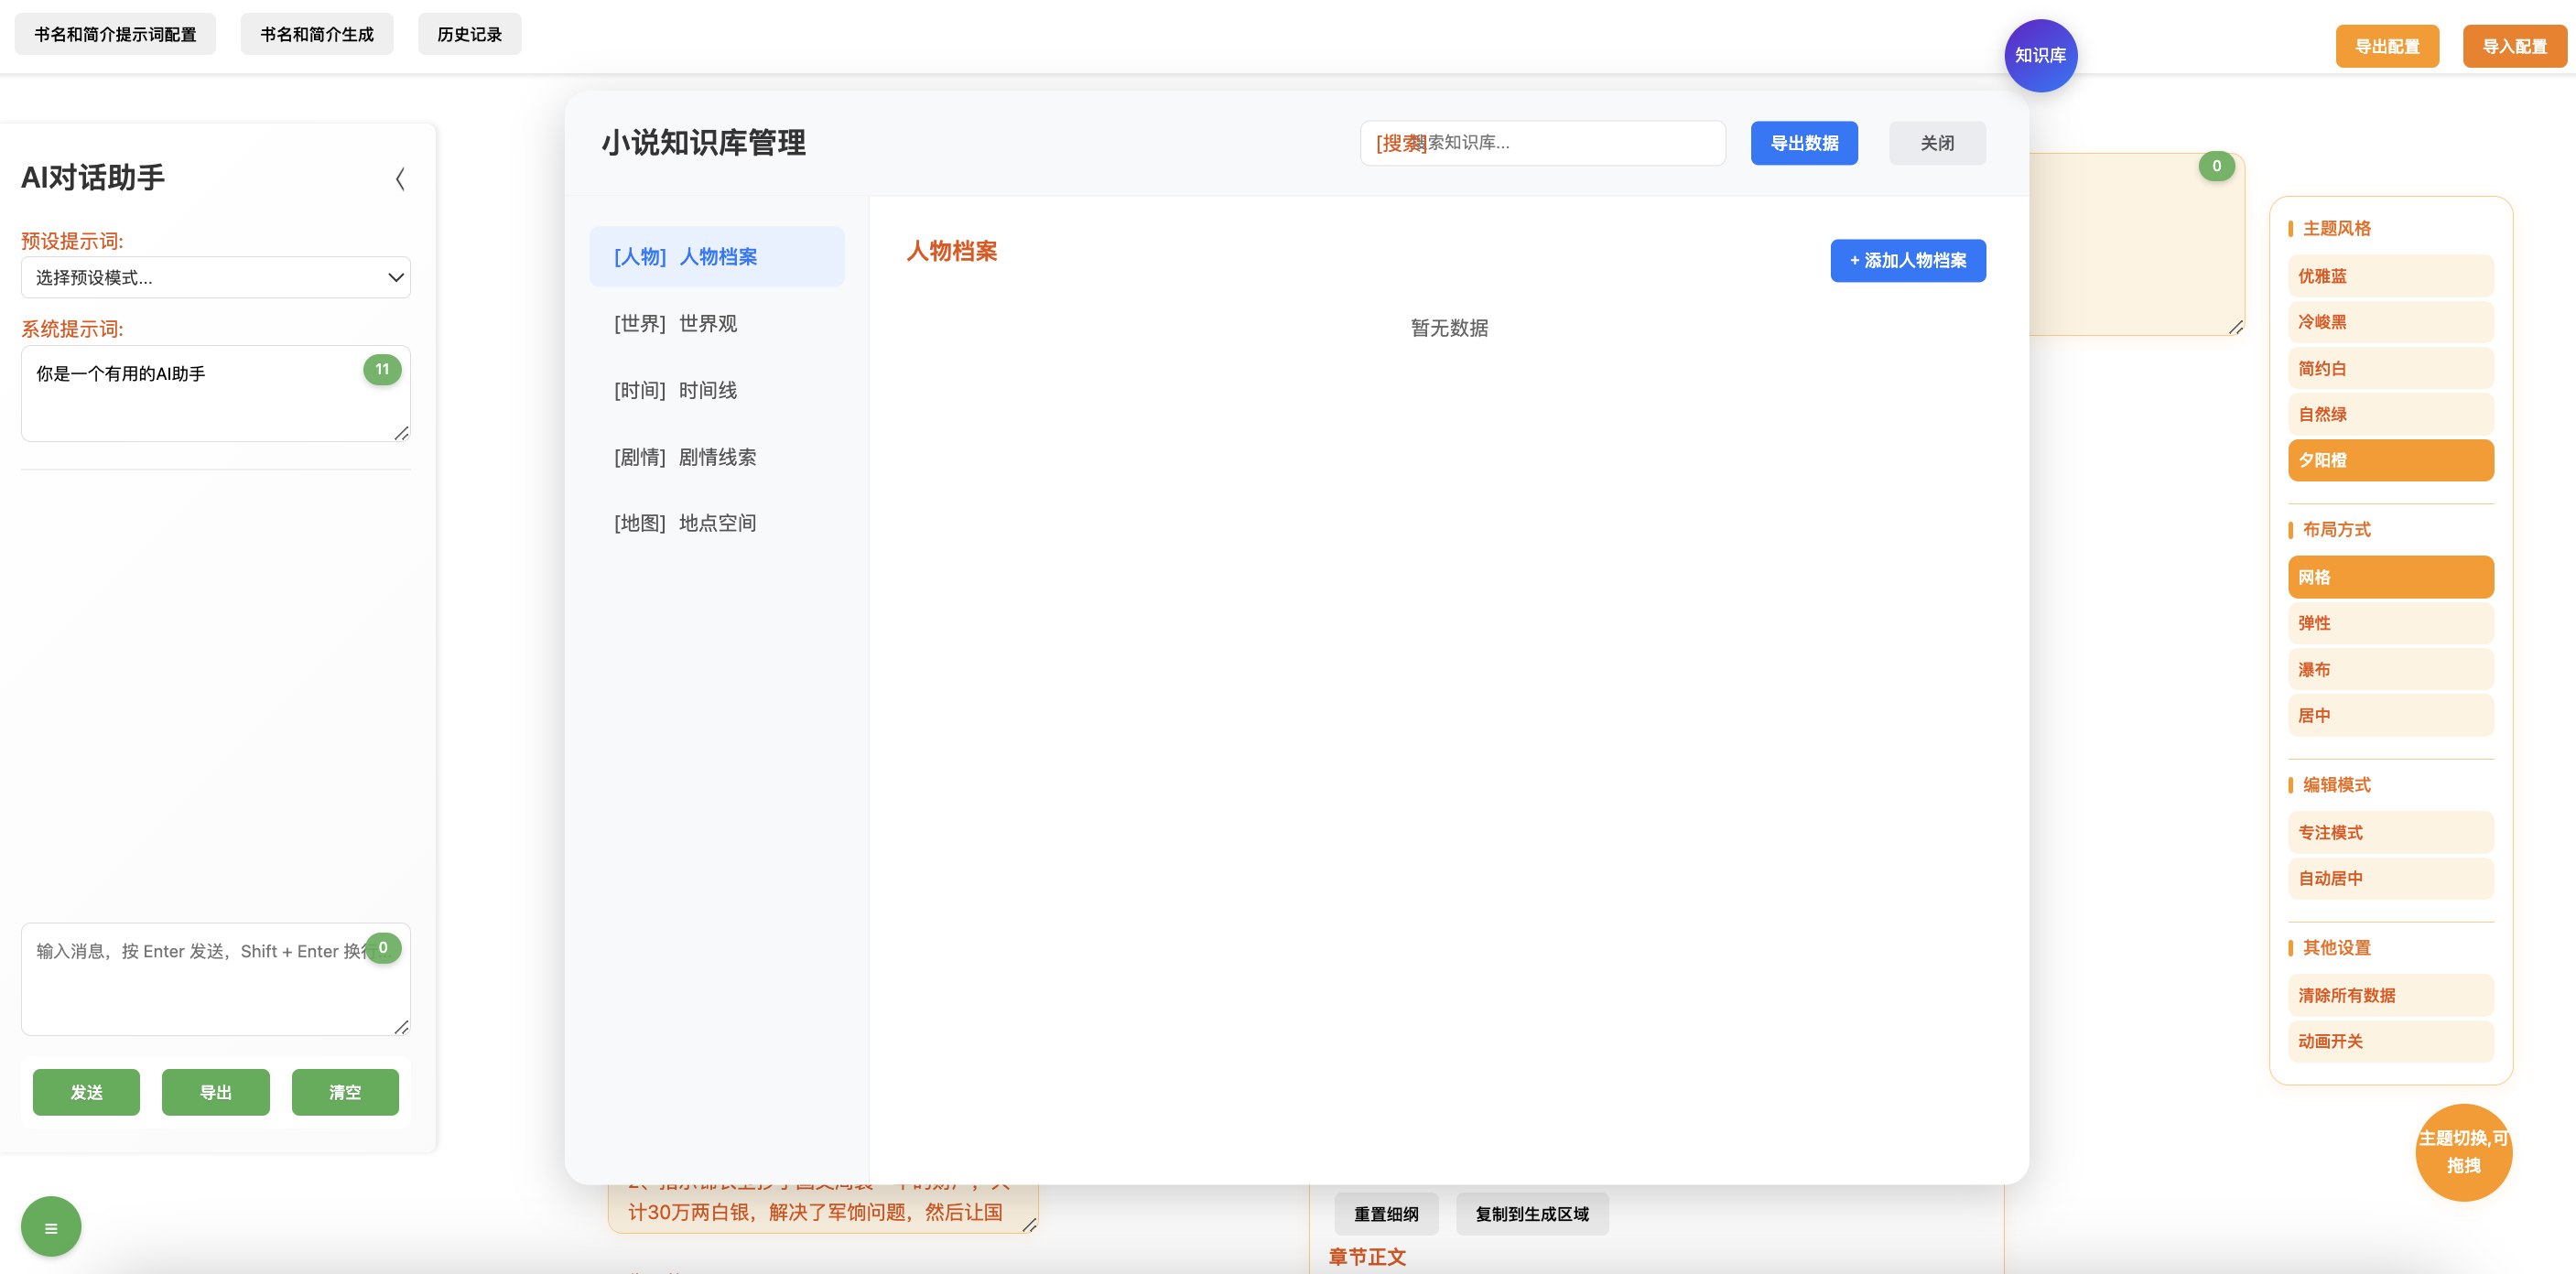 书名和简介提示词配置
书名和简介生成
历史记录
知识库
导出配置
导入配置
AI对话助手
预设提示词:
选择预设模式...
系统提示词:
你是一个有用的AI助手
11
输入消息，按 Enter 发送，Shift + Enter 换行
0
发送
导出
清空
≡
小说知识库管理
[搜索]
搜索知识库...
导出数据
关闭
[人物] 人物档案
[世界] 世界观
[时间] 时间线
[剧情] 剧情线索
[地图] 地点空间
人物档案
+ 添加人物档案
暂无数据
0
计30万两白银，解决了军饷问题，然后让国
重置细纲
复制到生成区域
章节正文
主题风格
优雅蓝
冷峻黑
简约白
自然绿
夕阳橙
布局方式
网格
弹性
瀑布
居中
编辑模式
专注模式
自动居中
其他设置
清除所有数据
动画开关
主题切换,可
拖拽